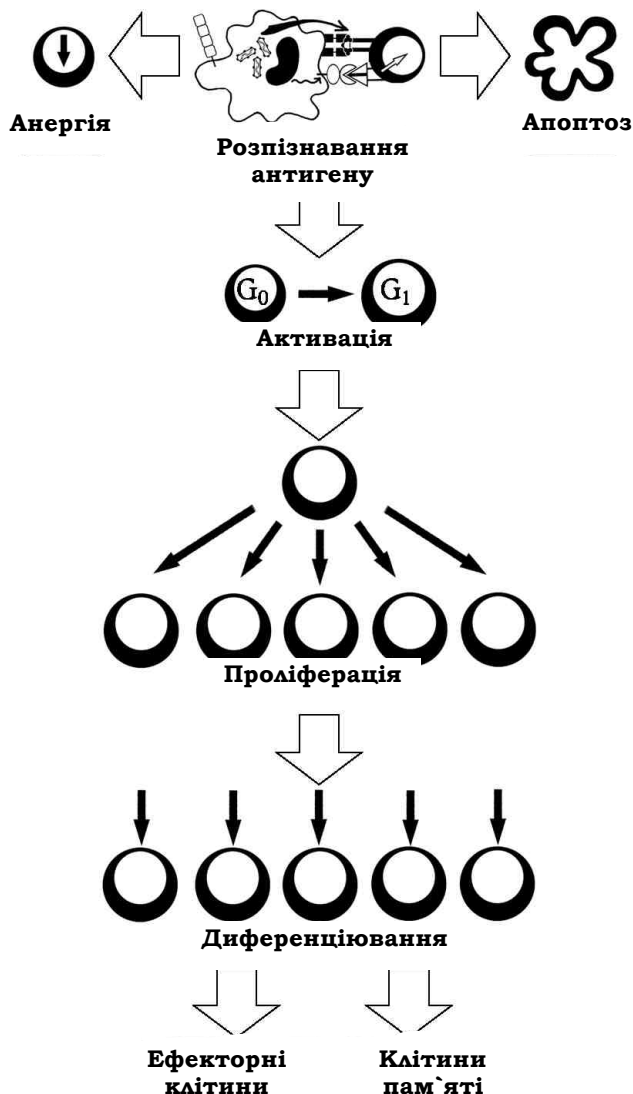 Анергія
Апоптоз
Розпізнавання
антигену
G₀
G₁
Активація
Проліферація
Диференціювання
Ефекторні
клітини
Клітини
пам`яті